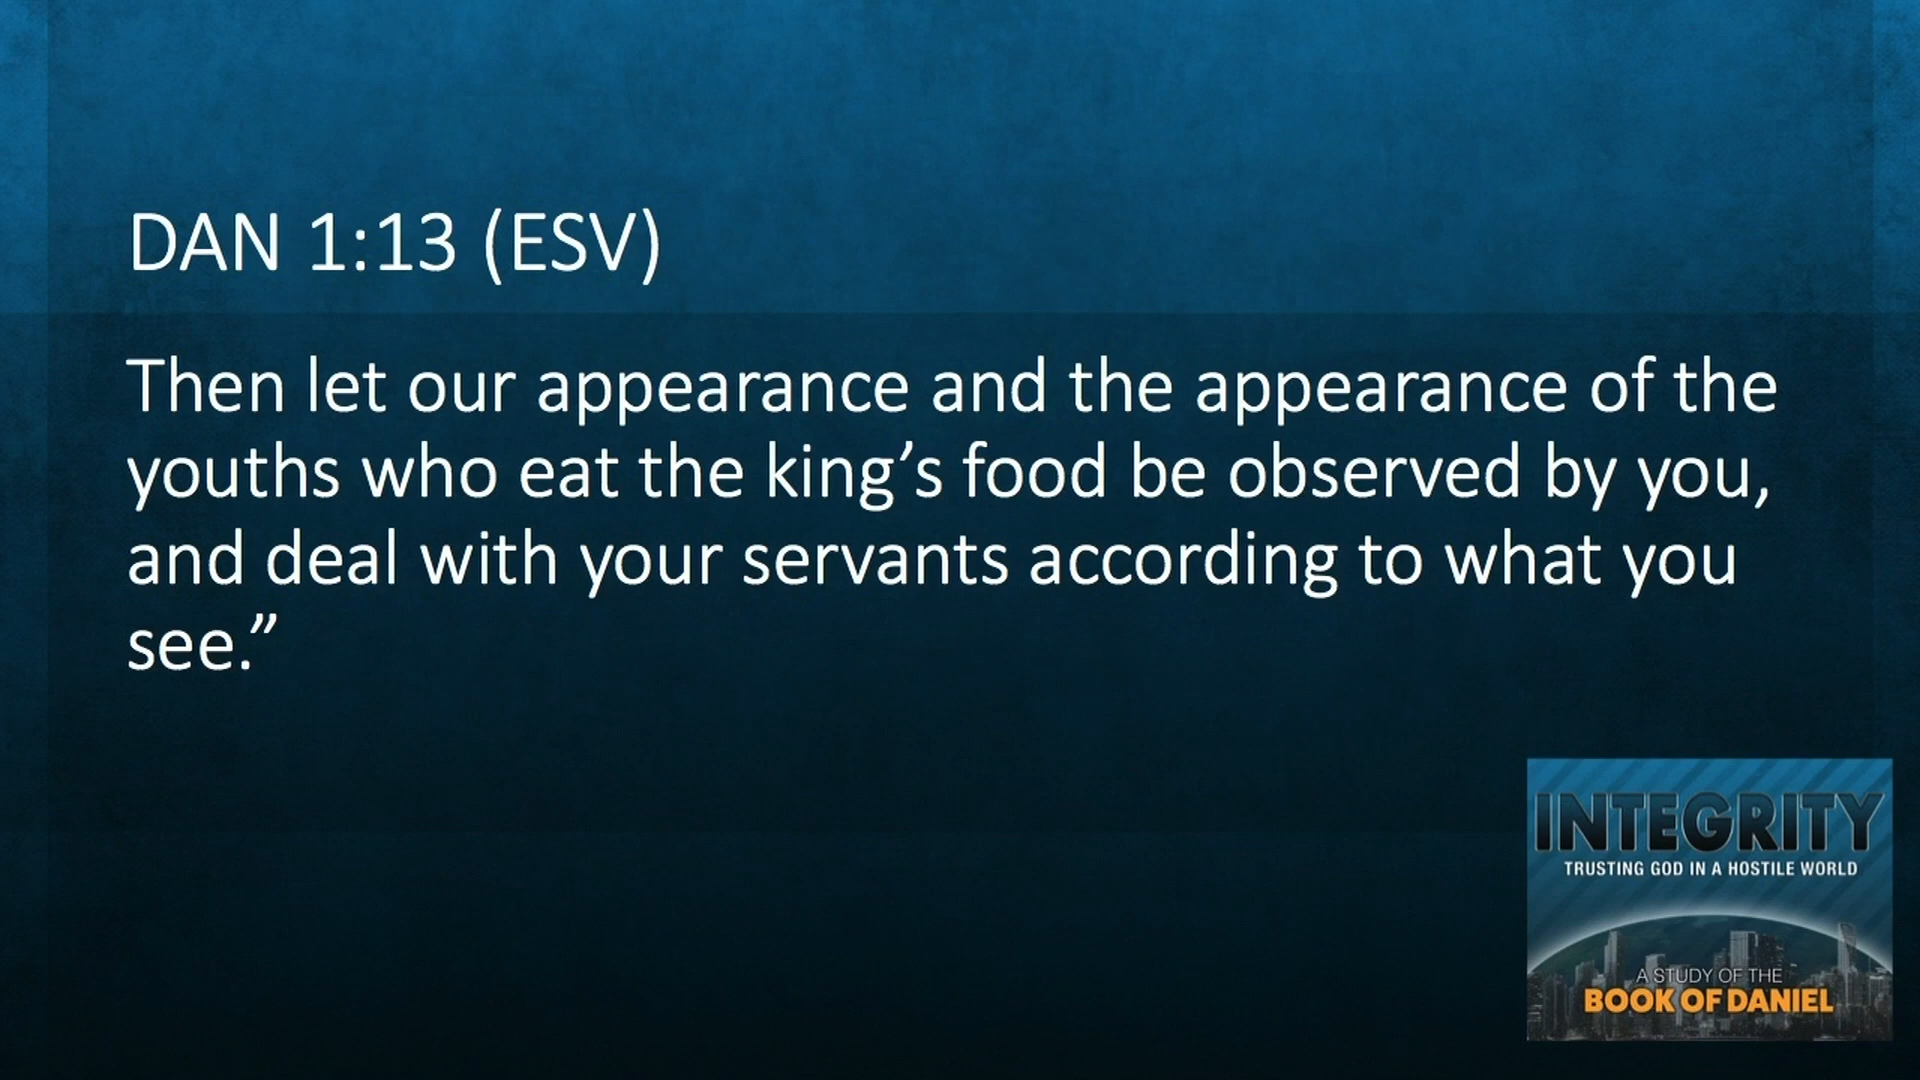 DAN 1:13 (ESV)
Then let our appearance and the appearance of the
youths who eat the king’s food be observed by you,
and deal with your servants according to what you
see.”
INTEGRITY
TRUSTING GOD IN A HOSTILE WORLD
A STUDY OF THE
BOOK OF DANIEL